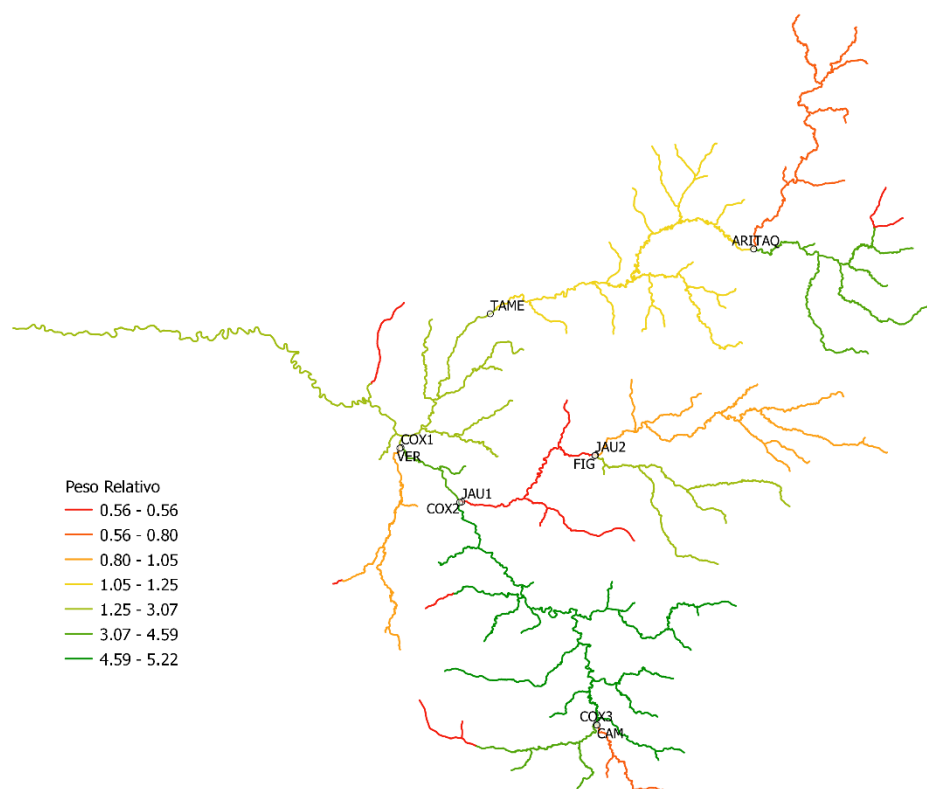 ARITAO
TAME
COX1
VER
JAU2
FIG
JAU1
COX2
Peso Relativo
0.56 - 0.56
0.56 - 0.80
0.80 - 1.05
1.05 - 1.25
1.25 - 3.07
3.07 - 4.59
4.59 - 5.22
COX3
CAM